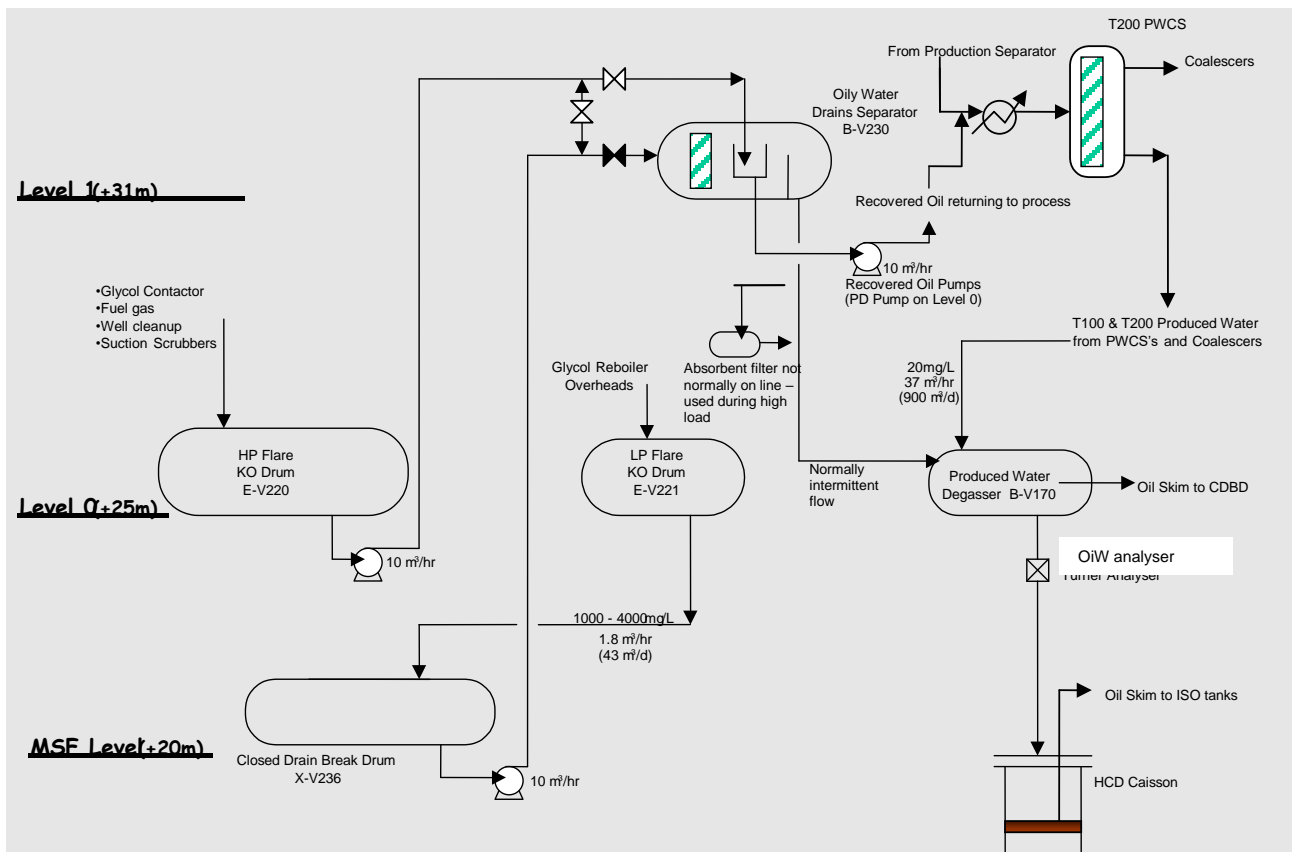 T200 PWCS
From Production Separator
Coalescers
Oily Water
Drains Separator
B-V230
Level 1(+31m)
Recovered Oil returning to process
10 m³/hr
Recovered Oil Pumps
(PD Pump on Level 0)
•Glycol Contactor
•Fuel gas
•Well cleanup
•Suction Scrubbers
T100 & T200 Produced Water
from PWCS's and Coalescers
Glycol Reboiler
Overheads
Absorbent filter not
normally on line –
used during high
load
20mg/L
37 m³/hr
(900 m³/d)
HP Flare
KO Drum
E-V220
LP Flare
KO Drum
E-V221
Normally
intermittent
flow
Produced Water
Degasser B-V170
Oil Skim to CDBD
Level 0(+25m)
10 m³/hr
OiW analyser
Turner Analyser
1000 - 4000mg/L
1.8 m³/hr
(43 m³/d)
Oil Skim to ISO tanks
MSF Level(+20m)
Closed Drain Break Drum
X-V236
10 m³/hr
HCD Caisson